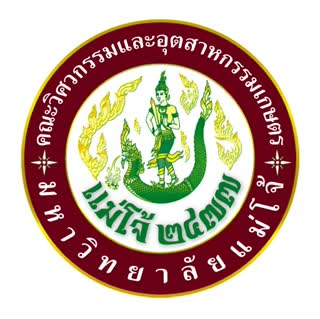 คณะวิศวกรรมและอุตสาหกรรมเกษตร
แม่โจ้ ๒๔๗๗
มหาวิทยาลัยแม่โจ้